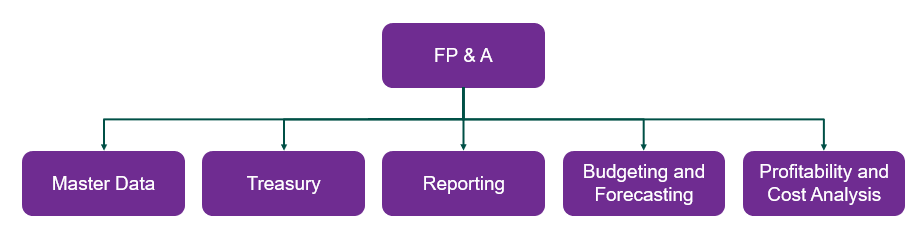 FP & A
Master Data
Treasury
Reporting
Budgeting and
Forecasting
Profitability and
Cost Analysis